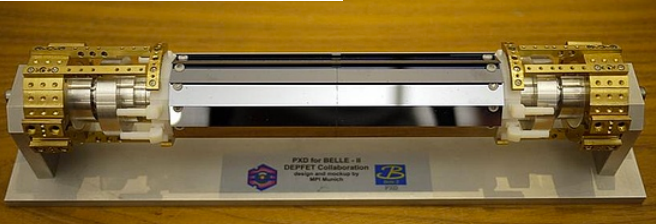 PXD for BELLE - II
DEPFET Collaboration
design and mockup by
MPI Munich
B